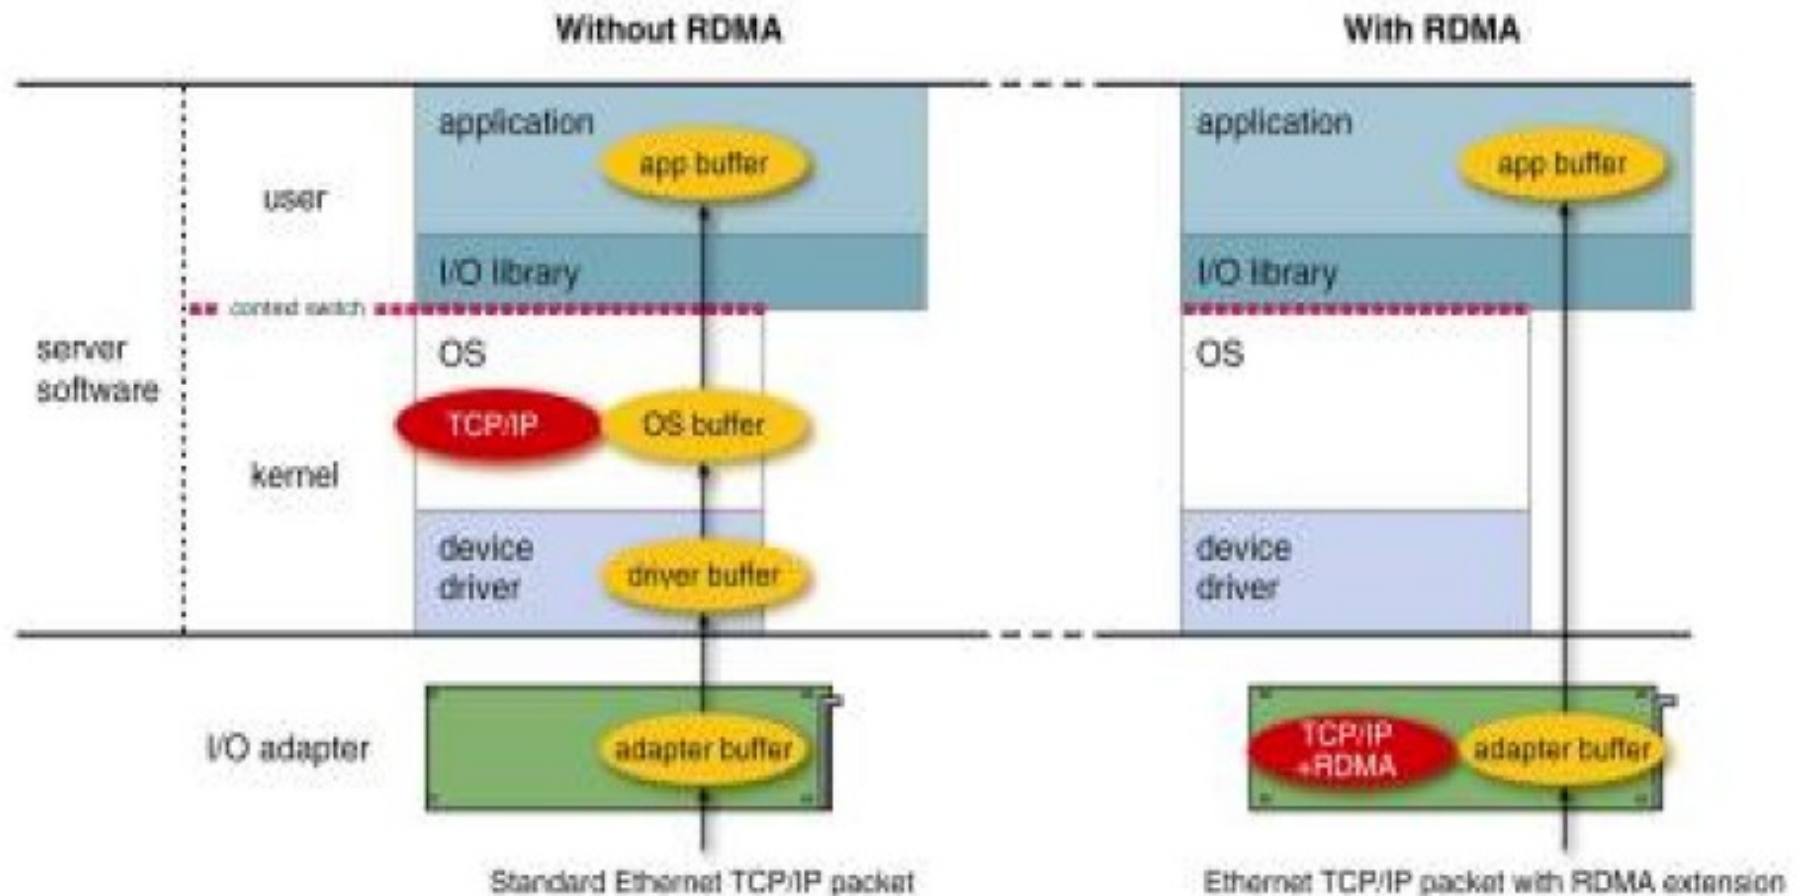 Without RDMA
With RDMA
application
app buffer
application
app buffer
user
I/O library
I/O library
context switch
server
software
OS
OS
TCP/IP
OS buffer
kernel
device
driver
driver buffer
device
driver
I/O adapter
adapter buffer
TCP/IP
+RDMA
adapter buffer
Standard Ethernet TCP/IP packet
Ethernet TCP/IP packet with RDMA extension